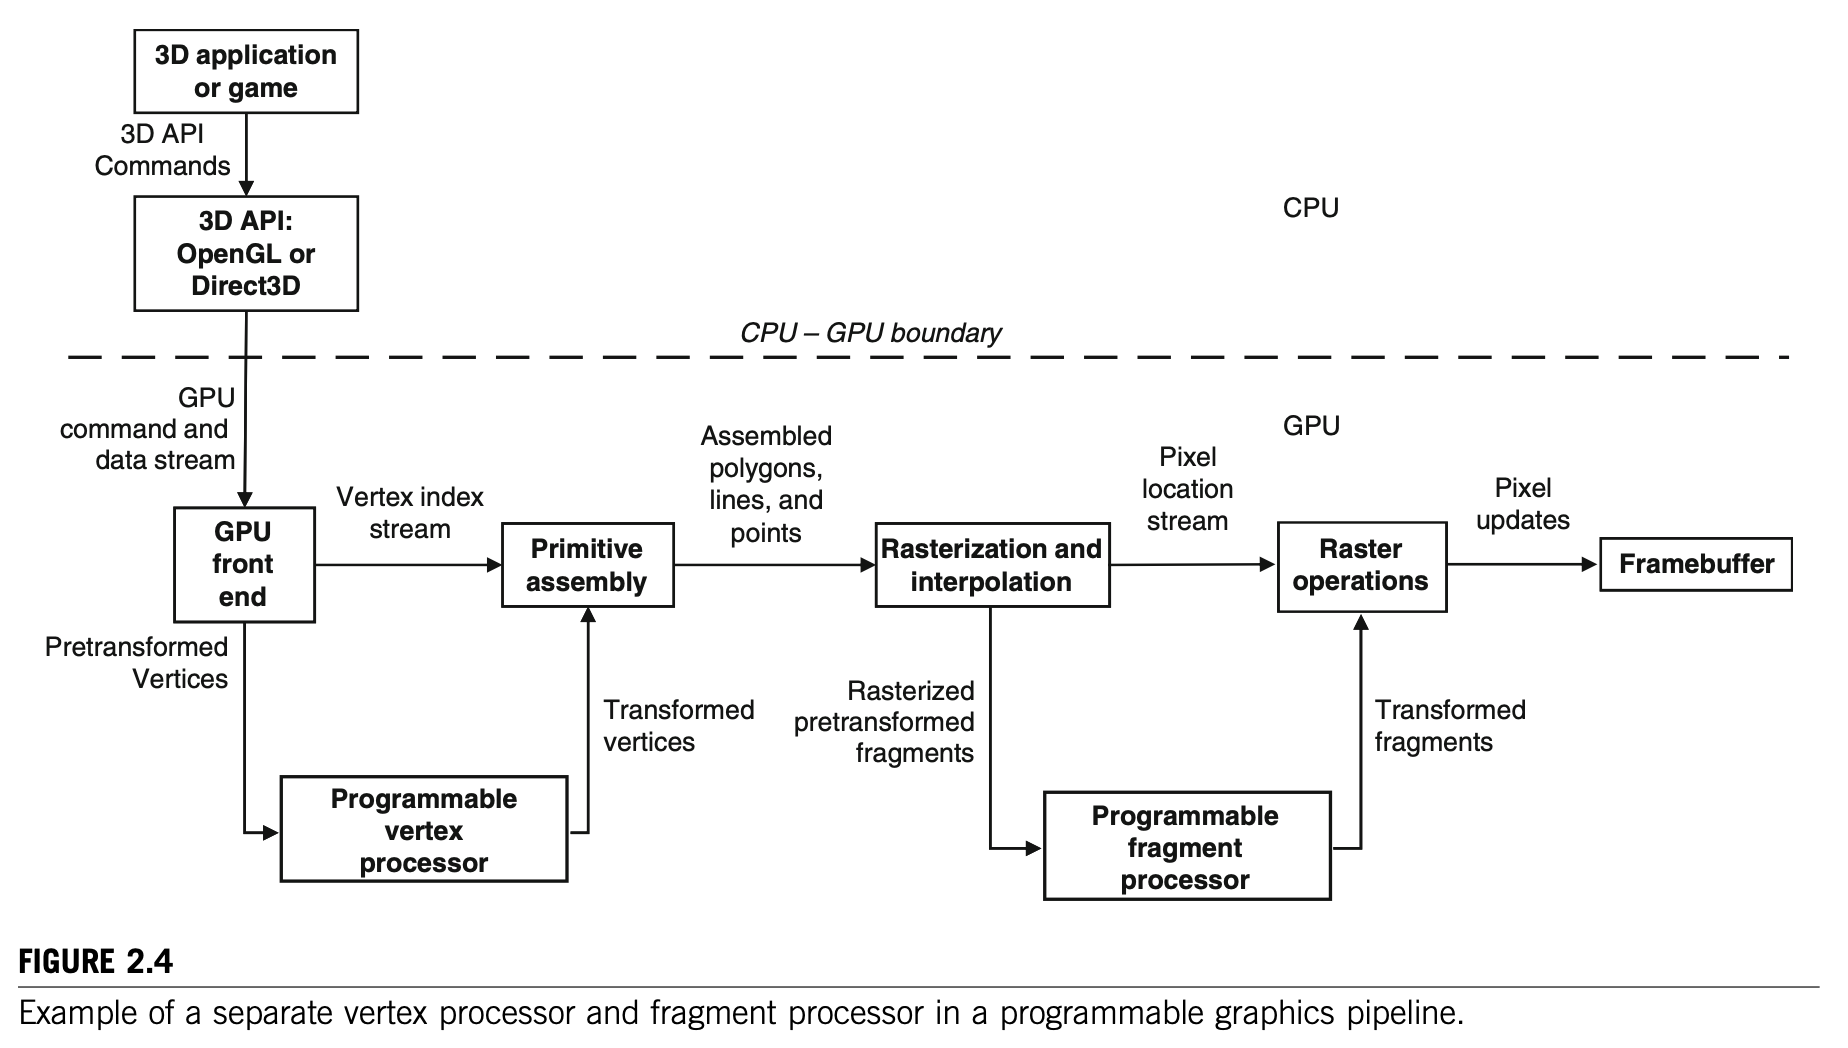 3D application
or game
3D API
Commands
3D API:
OpenGL or
Direct3D
CPU
CPU – GPU boundary
GPU
command and
data stream
GPU
Assembled
polygons,
lines, and
points
Pixel
location
stream
Vertex index
stream
Pixel
updates
GPU
front
end
Primitive
assembly
Rasterization and
interpolation
Raster
operations
Framebuffer
Pretransformed
Vertices
Transformed
vertices
Rasterized
pretransformed
fragments
Transformed
fragments
Programmable
vertex
processor
Programmable
fragment
processor
FIGURE 2.4
Example of a separate vertex processor and fragment processor in a programmable graphics pipeline.